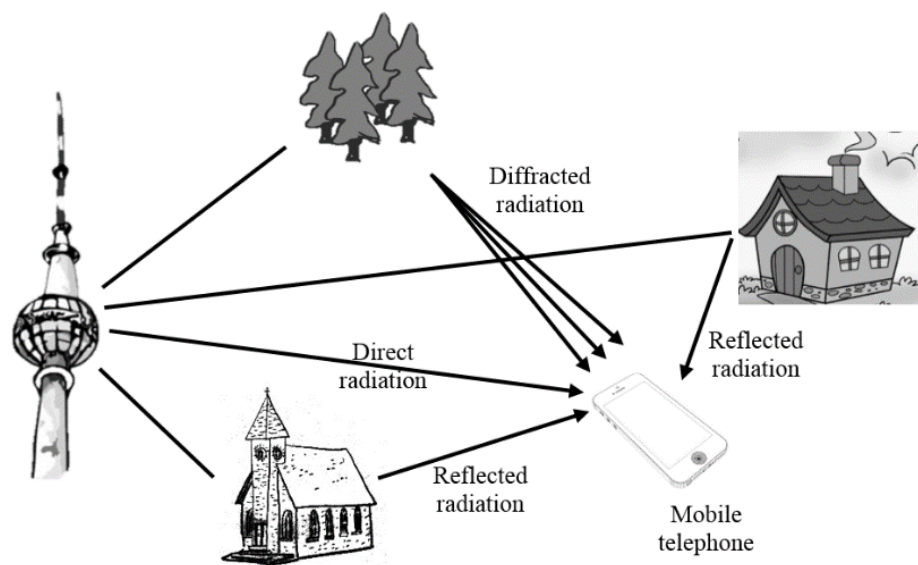 Diffracted
radiation
Direct
radiation
Reflected
radiation
Reflected
radiation
Mobile
telephone